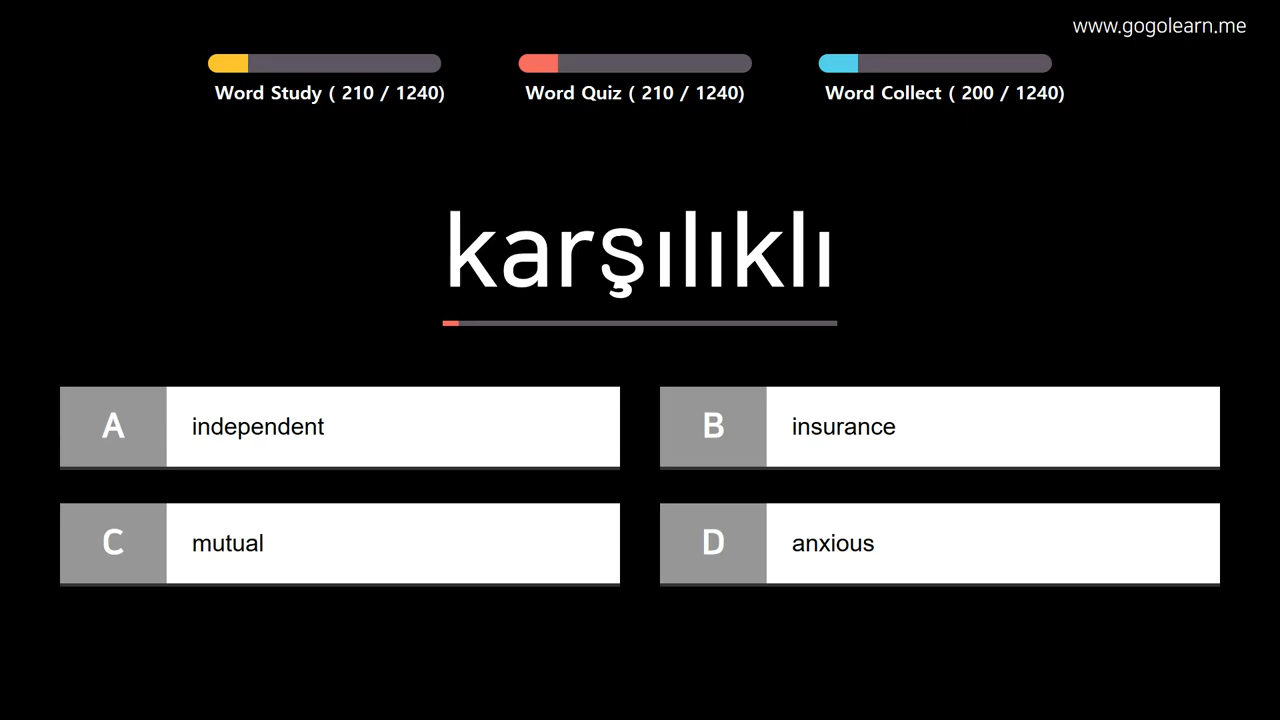 www.gogolearn.me
Word Study ( 210 / 1240)
Word Quiz ( 210 / 1240)
Word Collect ( 200 / 1240)
karşılıklı
A
independent
B
insurance
C
mutual
D
anxious